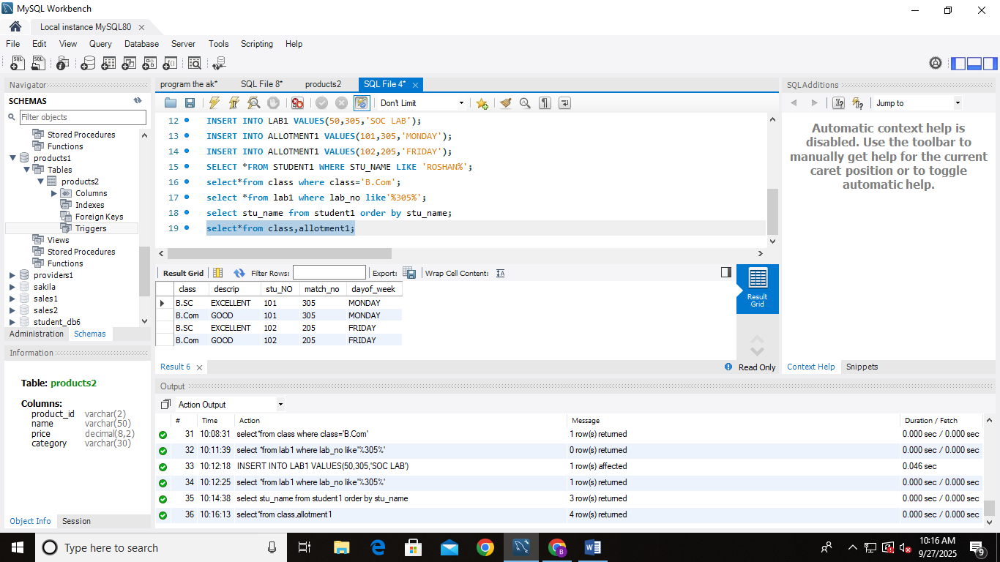 MySQL Workbench
Local instance MySQL80
File Edit View Query Database Server Tools Scripting Help
Navigator
SCHEMAS
Filter objects
Stored Procedures
Functions
products1
Tables
products2
Columns
Indexes
Foreign Keys
Triggers
Views
Stored Procedures
Functions
providers1
sakila
sales1
sales2
student_db6
Administration Schemas
Information
Table: products2
Columns:
product_id varchar(2)
name varchar(50)
price decimal(8,2)
category varchar(30)
Object Info Session
program the ak* SQL File 8* products2 SQL File 4*
Don't Limit
12 INSERT INTO LAB1 VALUES(50,305,'SOC LAB');
13 INSERT INTO ALLOTMENT1 VALUES(101,305,'MONDAY');
14 INSERT INTO ALLOTMENT1 VALUES(102,205,'FRIDAY');
15 SELECT *FROM STUDENT1 WHERE STU_NAME LIKE 'ROSHAN%';
16 select*from class where class='B.Com';
17 select *from lab1 where lab_no like'%305%';
18 select stu_name from student1 order by stu_name;
19 select*from class,allotment1;
Result Grid Filter Rows: Export: Wrap Cell Content:
class descrip stu_NO match_no dayof_week
B.SC EXCELLENT 101 305 MONDAY
B.Com GOOD 101 305 MONDAY
B.SC EXCELLENT 102 205 FRIDAY
B.Com GOOD 102 205 FRIDAY
Result Grid
Result 6 Read Only
Output
Action Output
# Time Action Message Duration / Fetch
31 10:08:31 select*from class where class='B.Com' 1 row(s) returned 0.000 sec / 0.000 sec
32 10:11:39 select *from lab1 where lab_no like'%305%' 0 row(s) returned 0.000 sec / 0.000 sec
33 10:12:18 INSERT INTO LAB1 VALUES(50,305,'SOC LAB') 1 row(s) affected 0.046 sec
34 10:12:25 select *from lab1 where lab_no like'%305%' 1 row(s) returned 0.000 sec / 0.000 sec
35 10:14:38 select stu_name from student1 order by stu_name 3 row(s) returned 0.000 sec / 0.000 sec
36 10:16:13 select*from class,allotment1 4 row(s) returned 0.000 sec / 0.000 sec
SQLAdditions
Jump to
Automatic context help is
disabled. Use the toolbar to
manually get help for the current
caret position or to toggle
automatic help.
Context Help Snippets
Type here to search
10:16 AM
9/27/2025
9